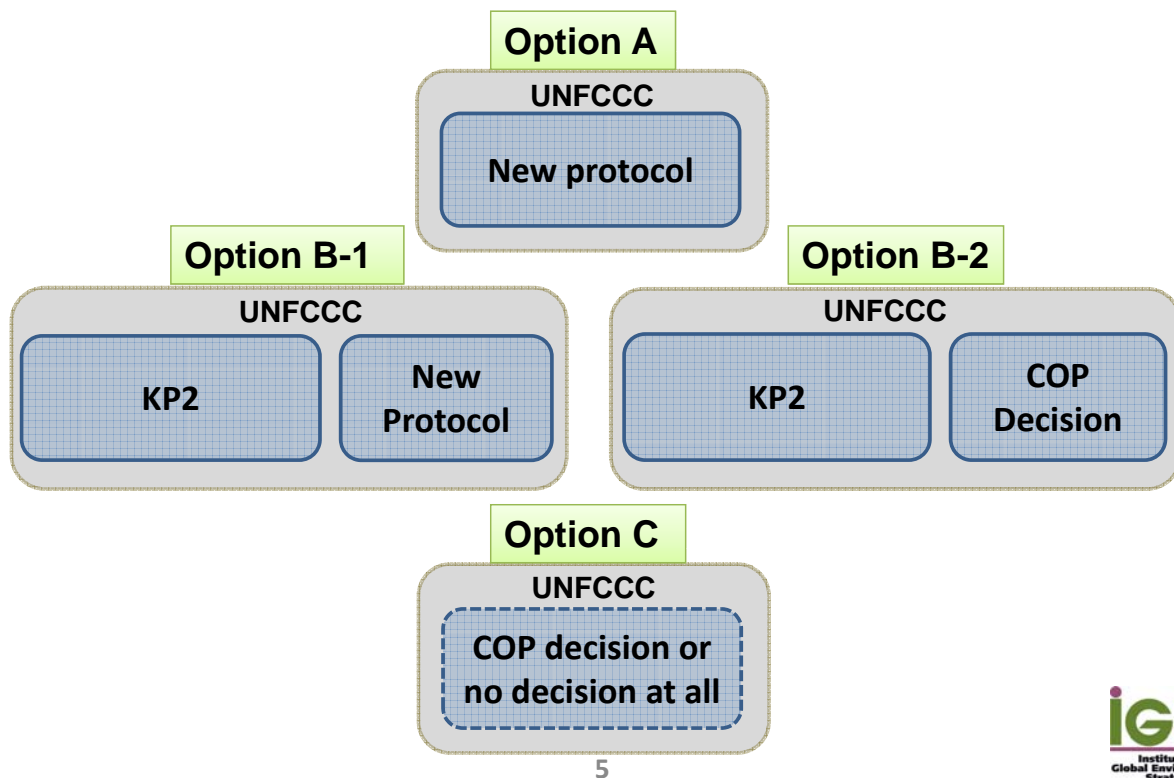 Option A
UNFCCC
New protocol
Option B-1
UNFCCC
KP2
New
Protocol
Option B-2
UNFCCC
KP2
COP
Decision
Option C
UNFCCC
COP decision or
no decision at all
5